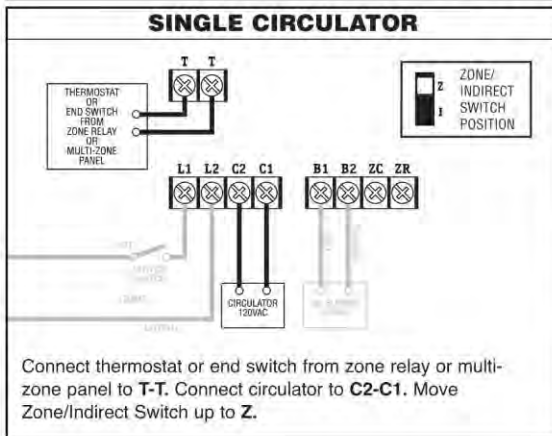 SINGLE CIRCULATOR
T T
THERMOSTAT
OR
END SWITCH
FROM
ZONE RELAY
OR
MULTI-ZONE
PANEL
Z
I
ZONE/
INDIRECT
SWITCH
POSITION
L1 L2 C2 C1 B1 B2 ZC ZR
CIRCULATOR
120VAC
Connect thermostat or end switch from zone relay or multi-
zone panel to T-T. Connect circulator to C2-C1. Move
Zone/Indirect Switch up to Z.